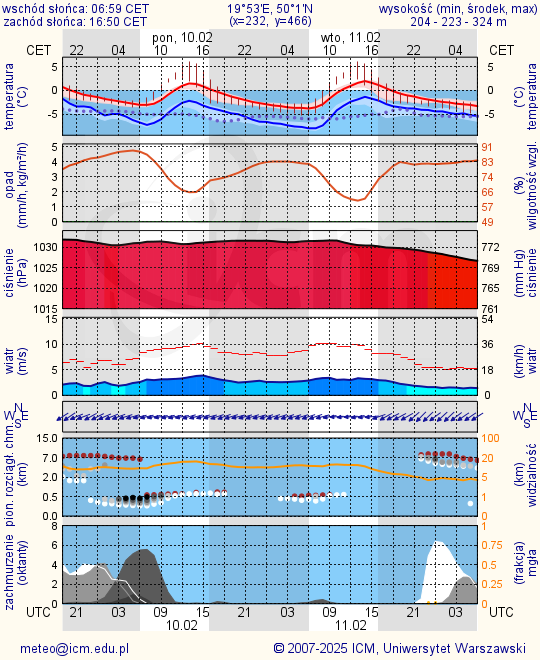 wschód słońca: 06:59 CET 19°53'E, 50°1'N wysokość (min, środek, max)
zachód słońca: 16:50 CET (x=232, y=466) 204 - 223 - 324 m
pon, 10.02 wto, 11.02
CET 22 04 10 16 22 04 10 16 22 04 CET
temperatura (°C)
5 0 -5
5 0 -5
(°C) temperatura
opad (mm/h, kg/m²/h)
5 4 3 2 1 0
91 83 74 66 57 49
(%) wilgotność wzgl.
ciśnienie (hPa)
1030 1025 1020 1015
772 769 765 761
(mm Hg) ciśnienie
wiatr (m/s)
15 10 5 0
54 36 18 0
(km/h) wiatr
N W E S
N W E S
pion. rozciągł. chm. (km)
15.0 7.0 2.0 0.5 0.0
100 20 5 1 0
(km) widzialność
zachmurzenie (oktanty)
8 6 4 2 0
1 0.75 0.5 0.25 0
(frakcja) mgła
UTC 21 03 09 15 21 03 09 15 21 03 UTC
10.02 11.02
meteo@icm.edu.pl © 2007-2025 ICM, Uniwersytet Warszawski